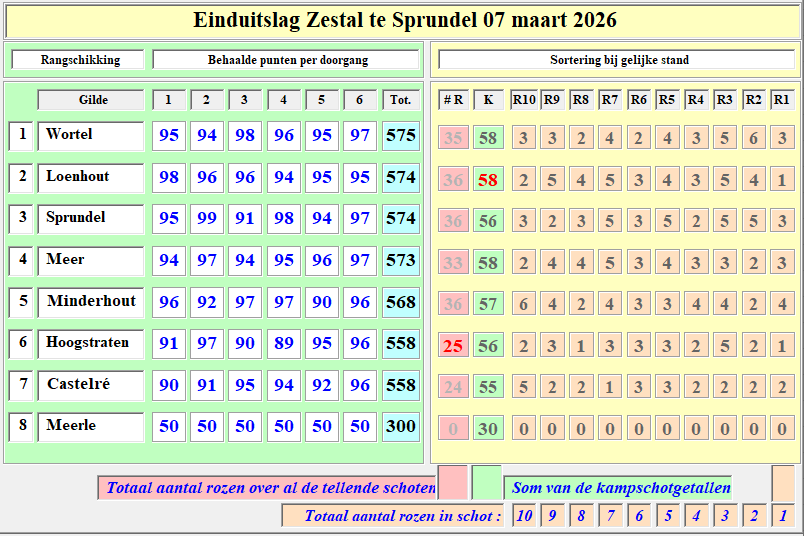 Einduitslag Zestal te Sprundel 07 maart 2026
Rangschikking Behaalde punten per doorgang Sortering bij gelijke stand
Gilde 1 2 3 4 5 6 Tot. # R K R10 R9 R8 R7 R6 R5 R4 R3 R2 R1
1 Wortel 95 94 98 96 95 97 575 35 58 3 3 2 4 2 4 3 5 6 3
2 Loenhout 98 96 96 94 95 95 574 36 58 2 5 4 5 3 4 3 5 4 1
3 Sprundel 95 99 91 98 94 97 574 36 56 3 2 3 5 3 5 2 5 5 3
4 Meer 94 97 94 95 96 97 573 33 58 2 4 4 5 3 4 3 3 2 3
5 Minderhout 96 92 97 97 90 96 568 36 57 6 4 2 4 3 3 4 4 2 4
6 Hoogstraten 91 97 90 89 95 96 558 25 56 2 3 1 3 3 3 2 5 2 1
7 Castelré 90 91 95 94 92 96 558 24 55 5 2 2 1 3 3 2 2 2 2
8 Meerle 50 50 50 50 50 50 300 0 30 0 0 0 0 0 0 0 0 0 0
Totaal aantal rozen over al de tellende schoten Som van de kampschotgetallen
Totaal aantal rozen in schot : 10 9 8 7 6 5 4 3 2 1